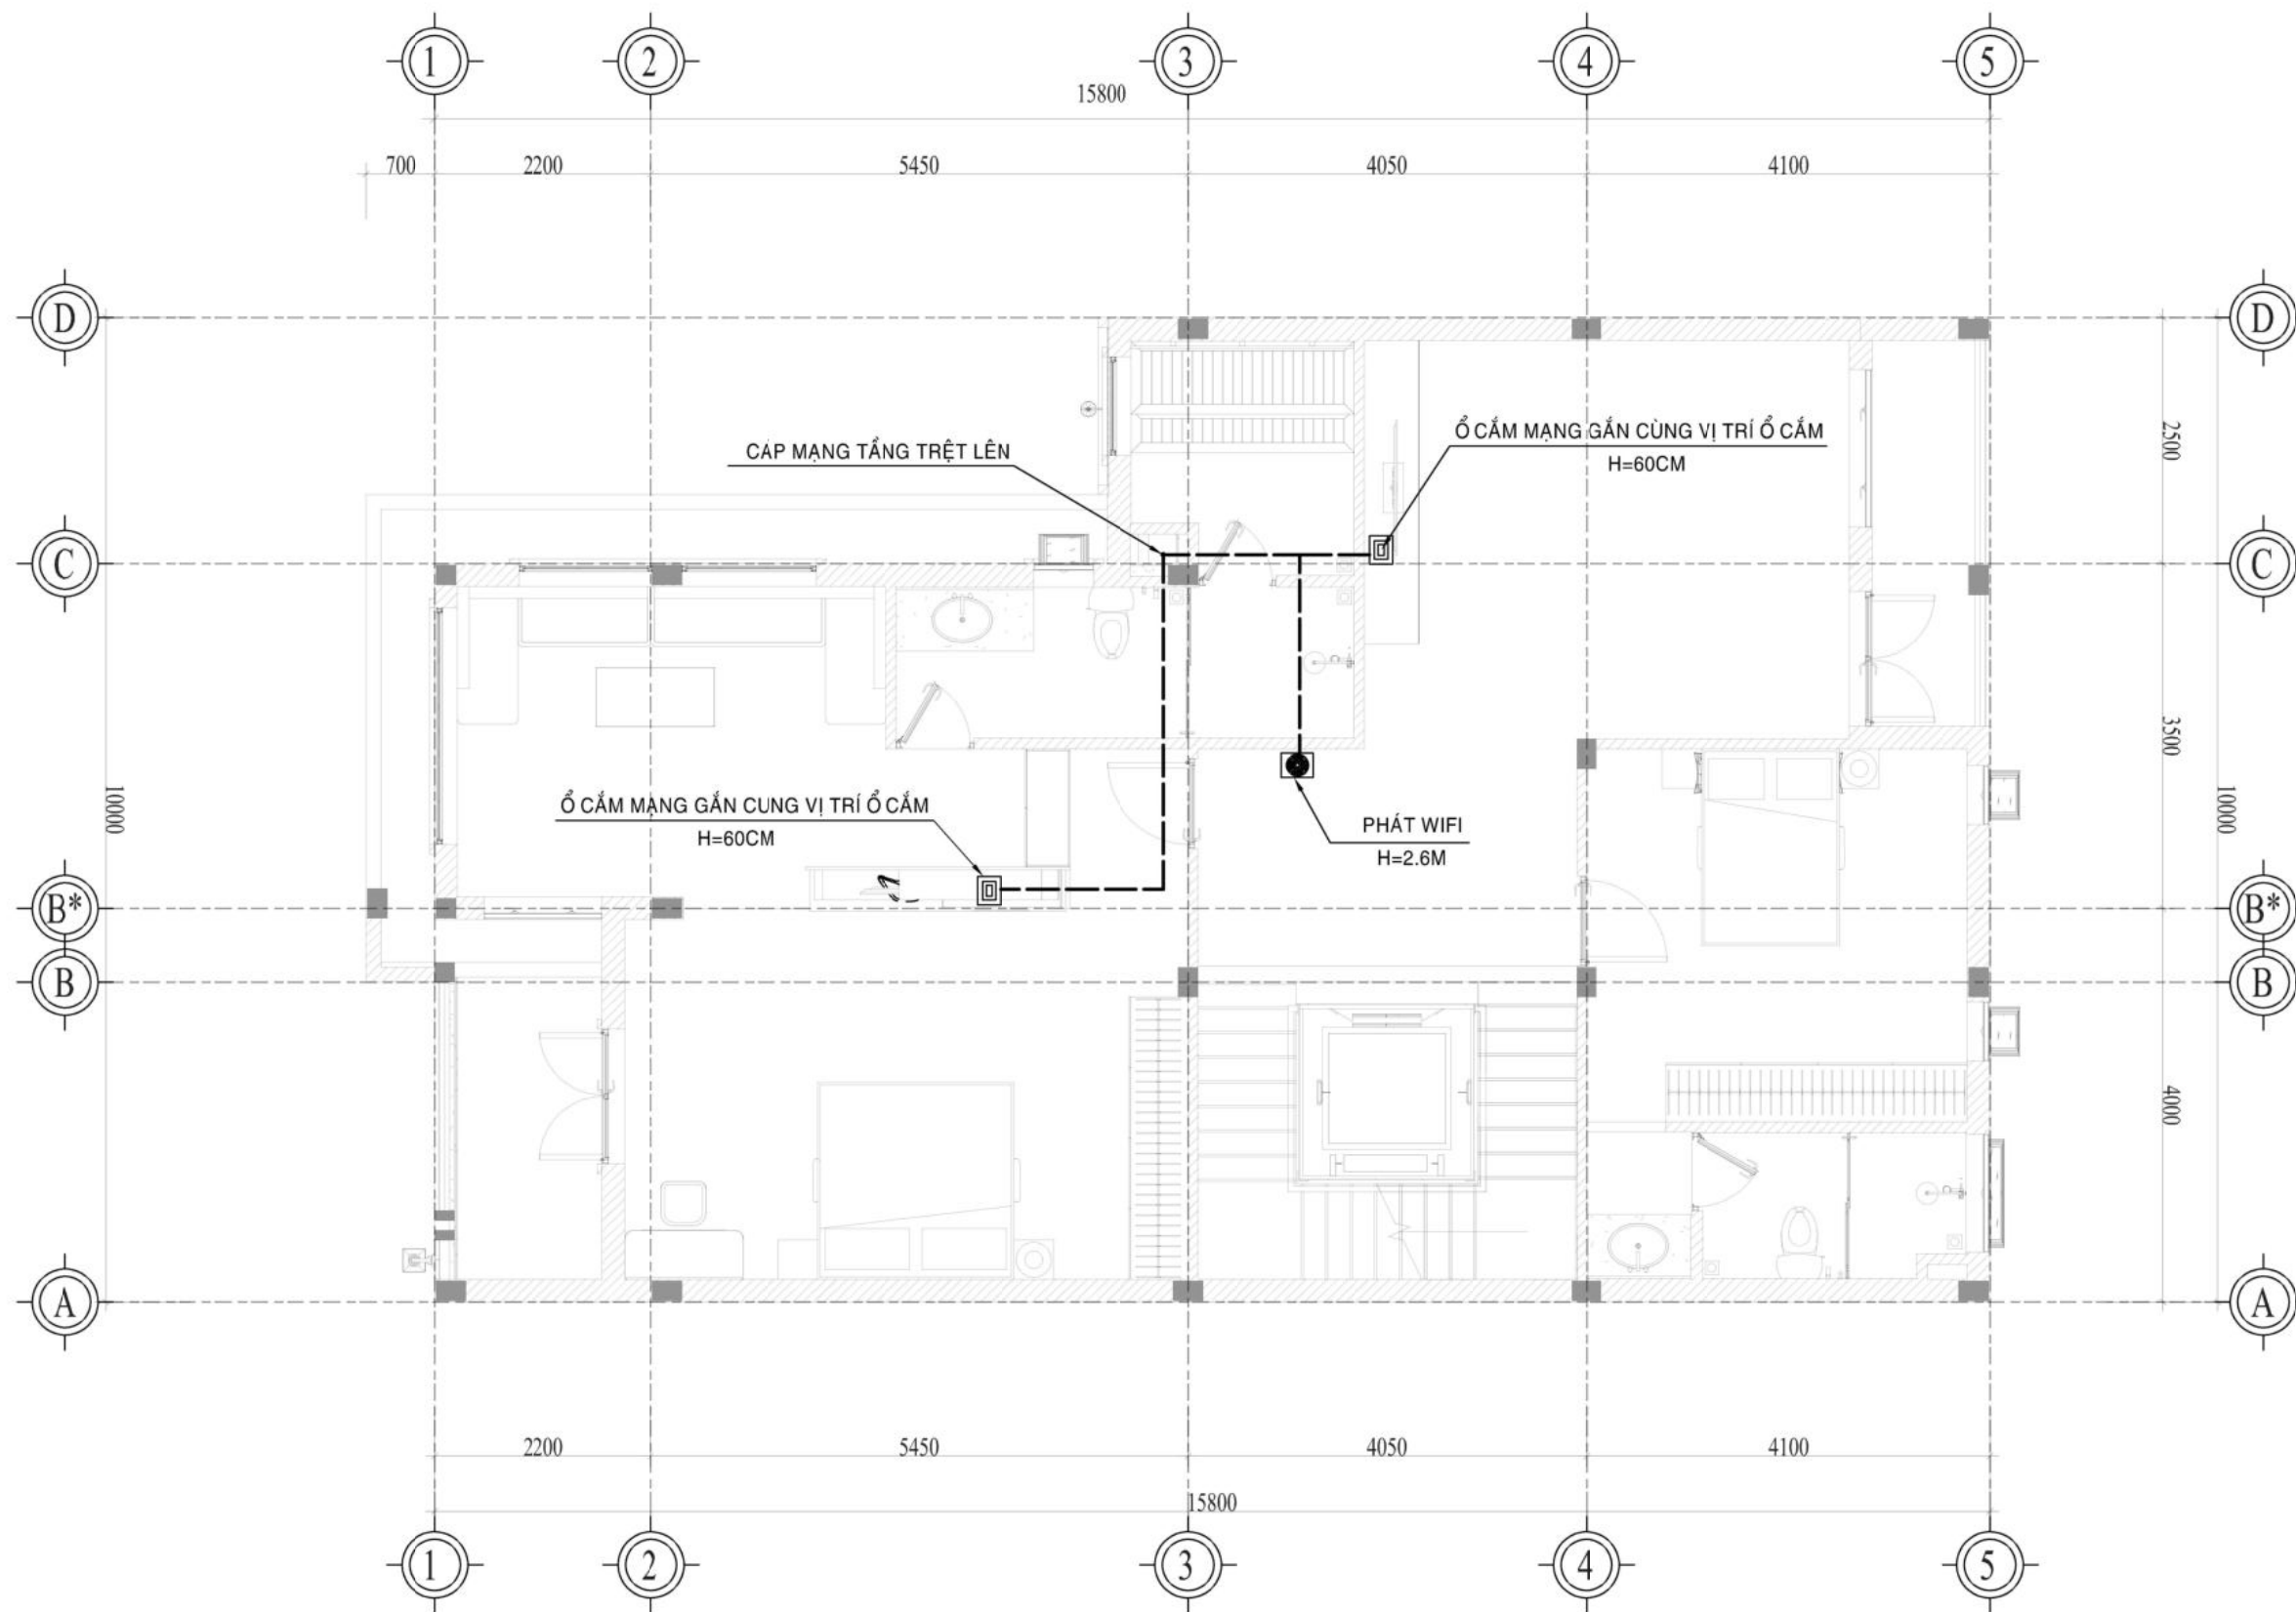 1 2 3 4 5
15800
700 2200 5450 4050 4100
D D
Ổ CẮM MẠNG GẮN CÙNG VỊ TRÍ Ổ CẮM
H=60CM
CÁP MẠNG TẦNG TRỆT LÊN
2500
C C
3500
Ổ CẮM MẠNG GẮN CUNG VỊ TRÍ Ổ CẮM
H=60CM
10000 10000
PHÁT WIFI
H=2.6M
B* B*
B B
4000
A A
2200 5450 4050 4100
15800
1 2 3 4 5